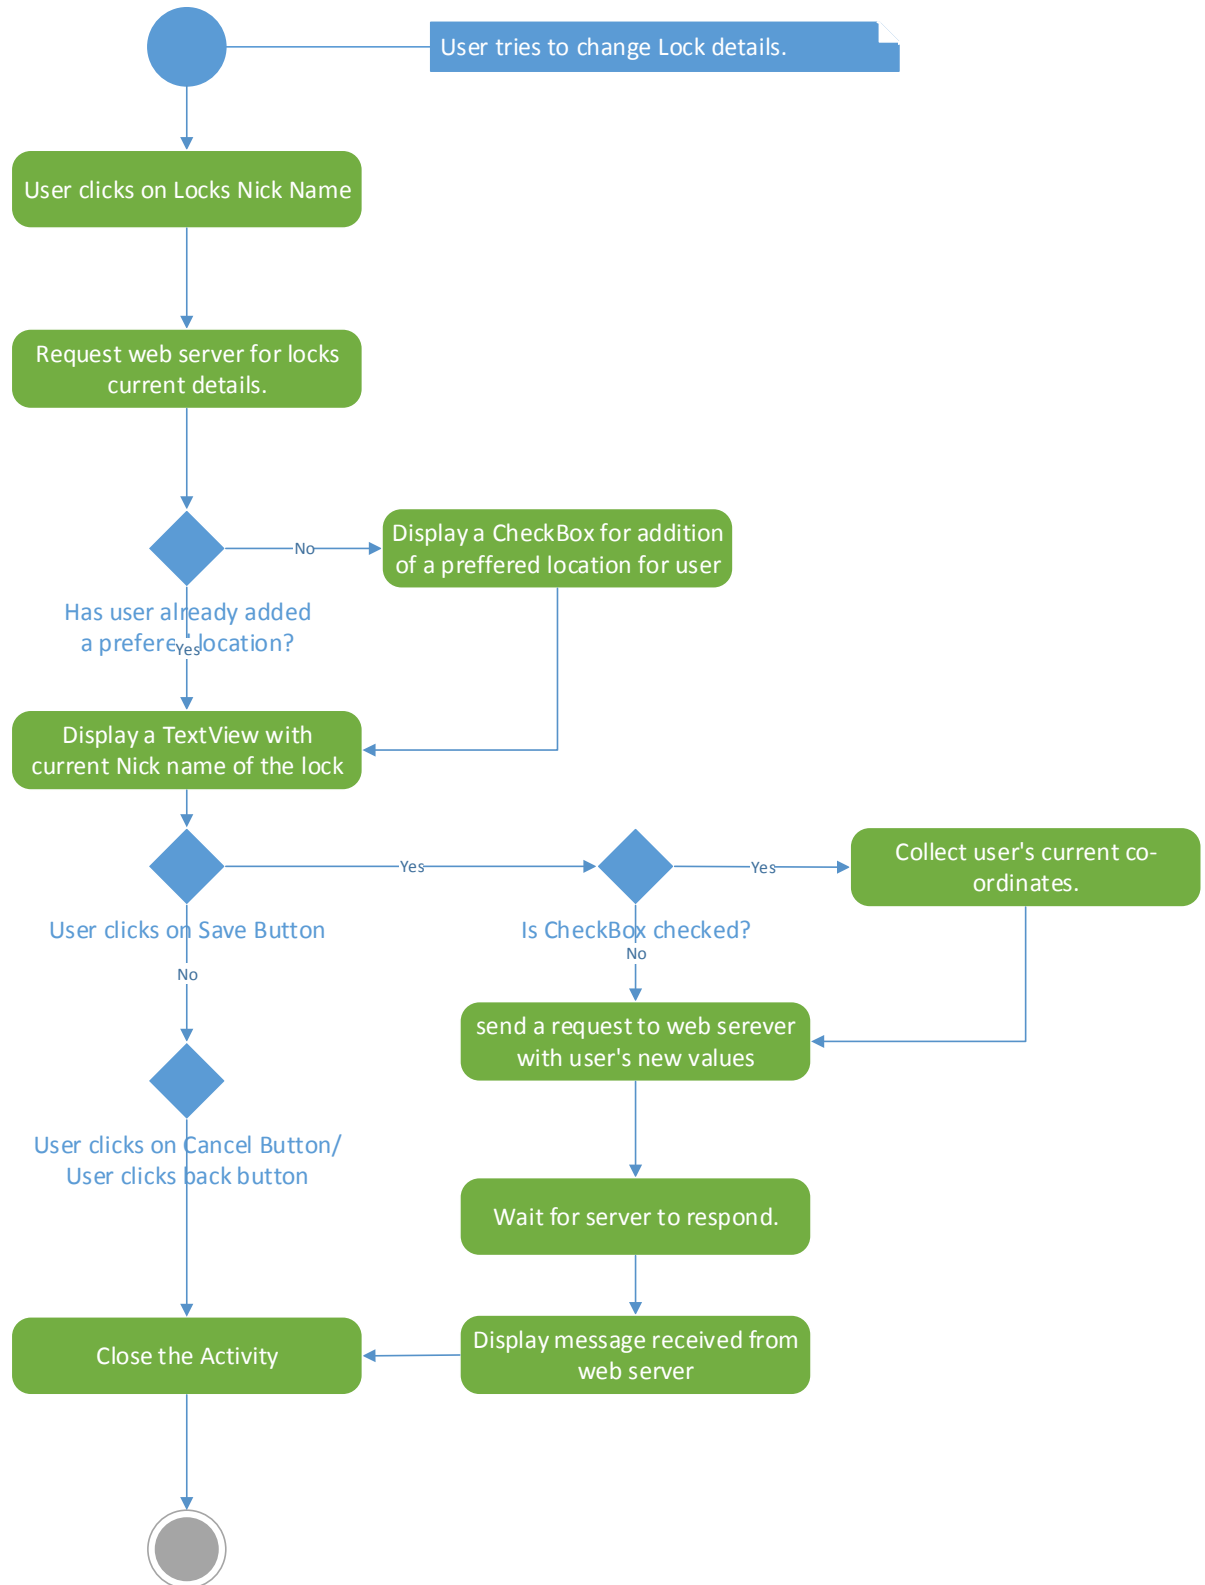 User tries to change Lock details.
User clicks on Locks Nick Name
Request web server for locks
current details.
No
Display a CheckBox for addition
of a preffered location for user
Has user already added
a prefered location?
Yes
Display a TextView with
current Nick name of the lock
Yes
Yes
Collect user's current co-
ordinates.
User clicks on Save Button
Is CheckBox checked?
No
No
send a request to web serever
with user's new values
User clicks on Cancel Button/
User clicks back button
Wait for server to respond.
Close the Activity
Display message received from
web server